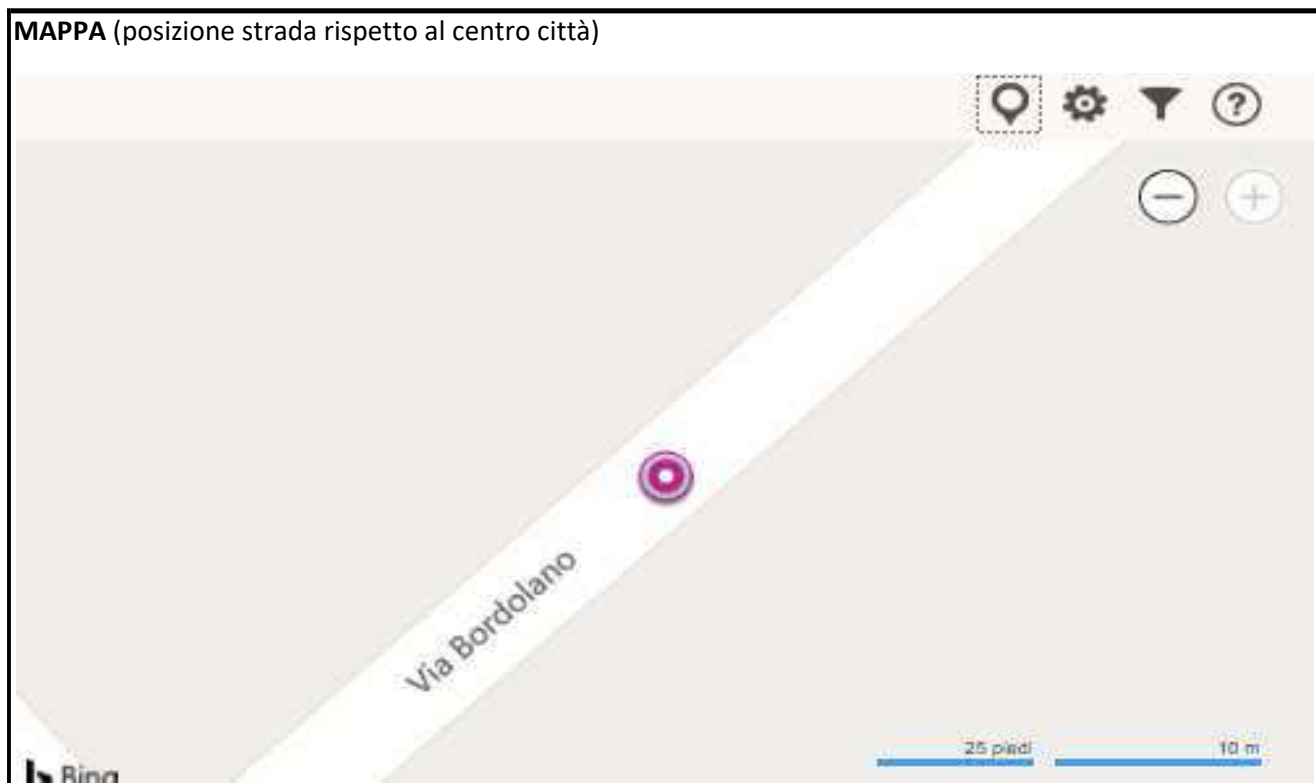 MAPPA (posizione strada rispetto al centro città)
?
Via Bordolano
25 piedi
10 m
Bing